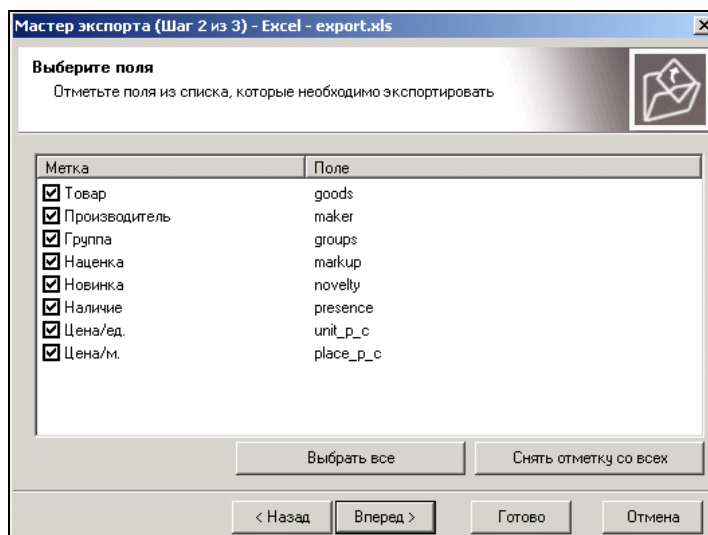 Мастер экспорта (Шаг 2 из 3) - Excel - export.xls
Выберите поля
Отметьте поля из списка, которые необходимо экспортировать
Метка Поле
Товар goods
Производитель maker
Группа groups
Наценка markup
Новинка novelty
Наличие presence
Цена/ед. unit_p_c
Цена/м. place_p_c
Выбрать все Снять отметку со всех
< Назад Вперед > Готово Отмена